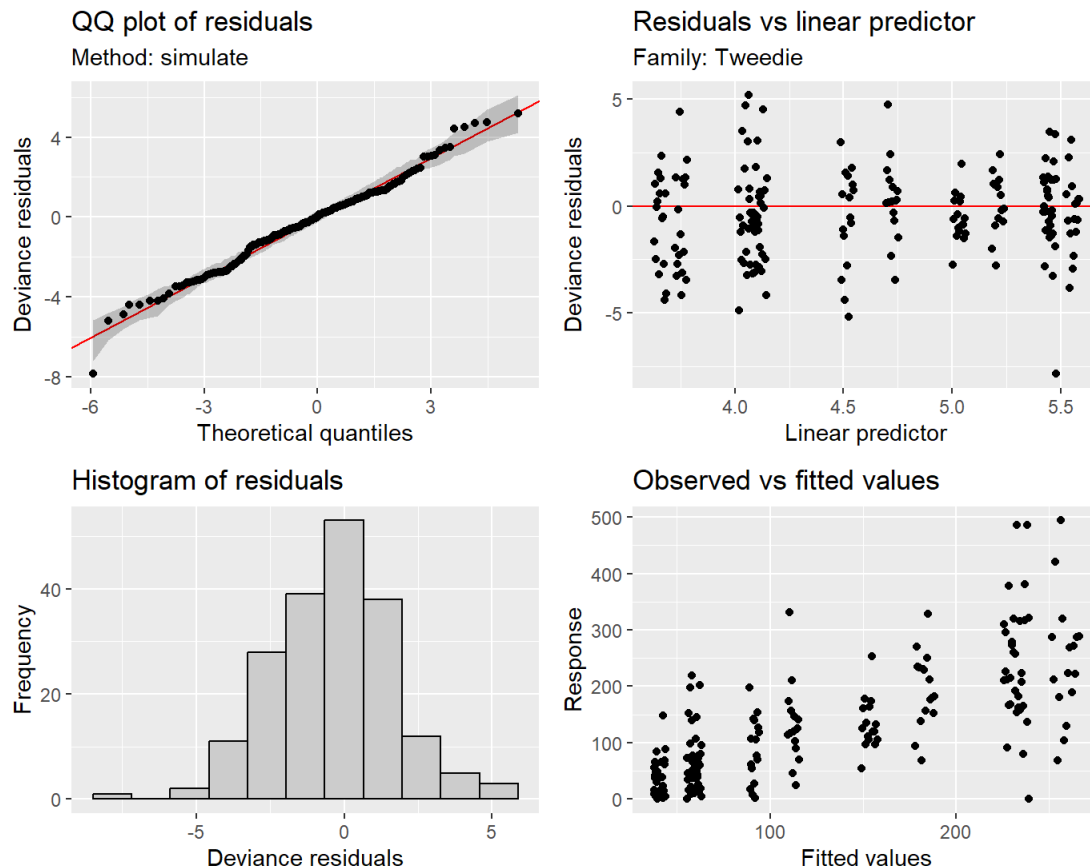 QQ plot of residuals
Method: simulate
4
0
-4
-8
-6
-3
0
3
Deviance residuals
Theoretical quantiles
Residuals vs linear predictor
Family: Tweedie
5
0
-5
4.0
4.5
5.0
5.5
Deviance residuals
Linear predictor
Histogram of residuals
40
20
0
-5
0
5
Frequency
Deviance residuals
Observed vs fitted values
500
400
300
200
100
0
100
200
Response
Fitted values